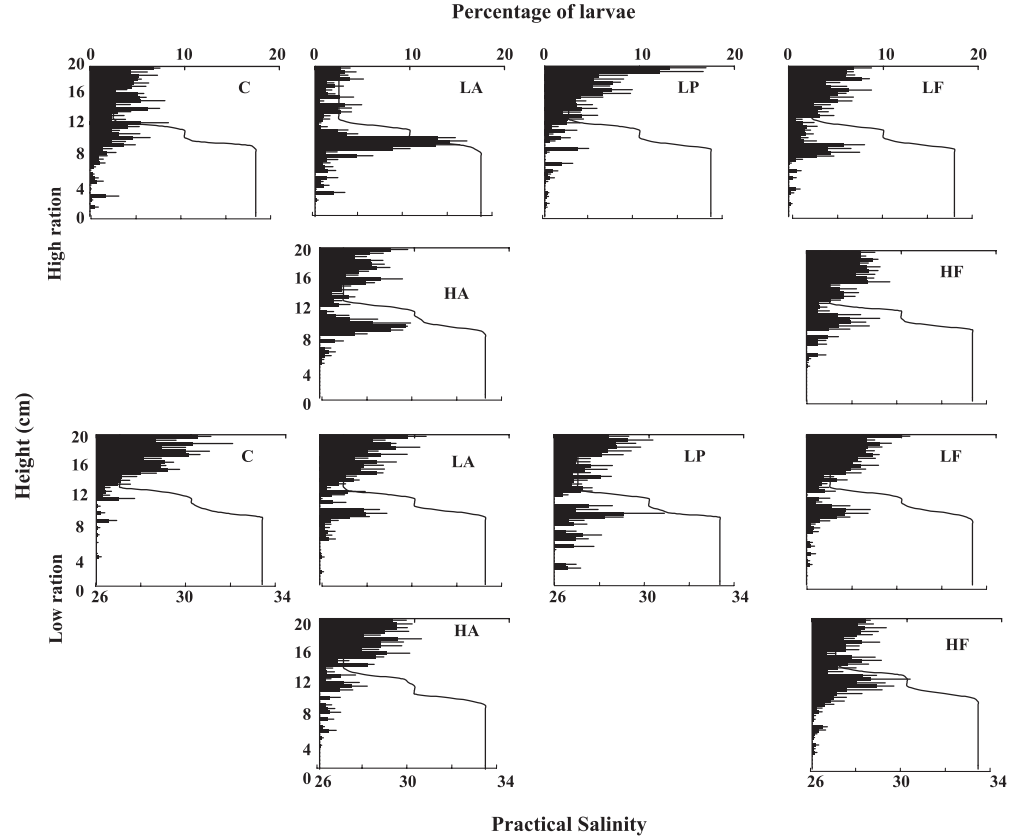 Percentage of larvae
0 10 20 0 10 20 0 10 20 0 10 20
20
16
12
8
4
0
C
LA
LP
LF
High ration
20
16
12
8
4
0
HA
HF
Height (cm)
20
16
12
8
4
0
C
LA
LP
LF
26 30 34 26 30 34
Low ration
20
16
12
8
4
0
HA
HF
26 30 34 26 30 34
Practical Salinity